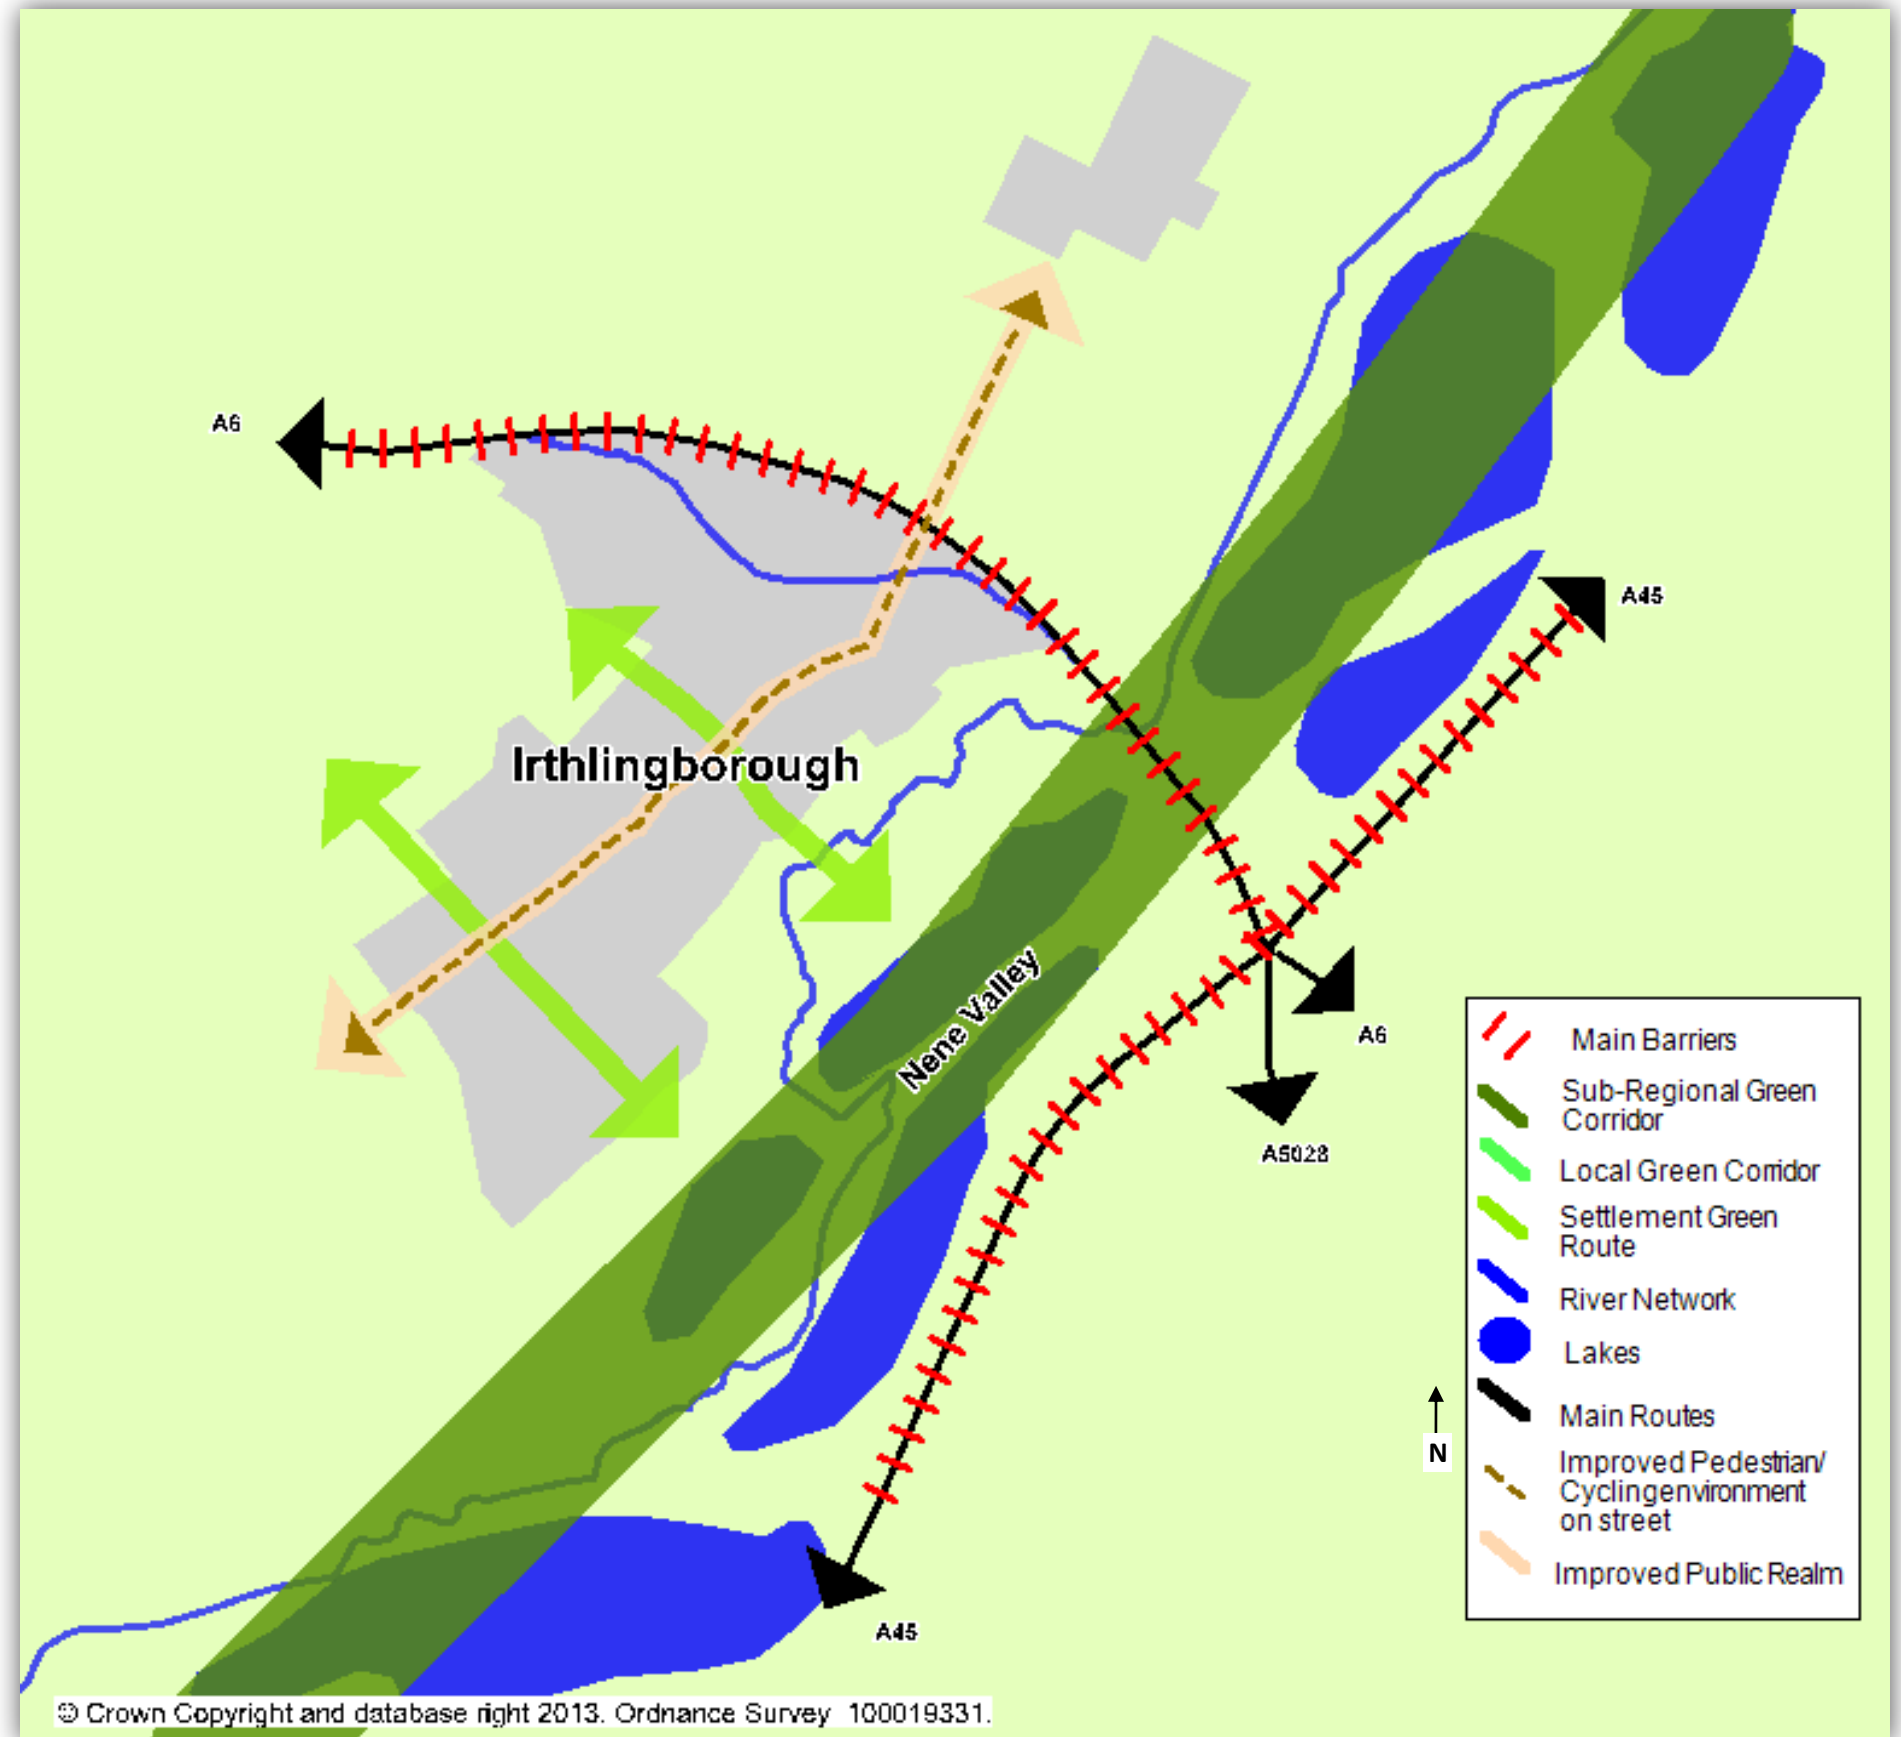 A6
A45
Irthlingborough
Nene Valley
A6
A5028
A45
Main Barriers
Sub-Regional Green
Corridor
Local Green Corridor
Settlement Green
Route
River Network
Lakes
Main Routes
Improved Pedestrian/
Cyclingenvironment
on street
Improved Public Realm
N
© Crown Copyright and database right 2013. Ordnance Survey 100019331.